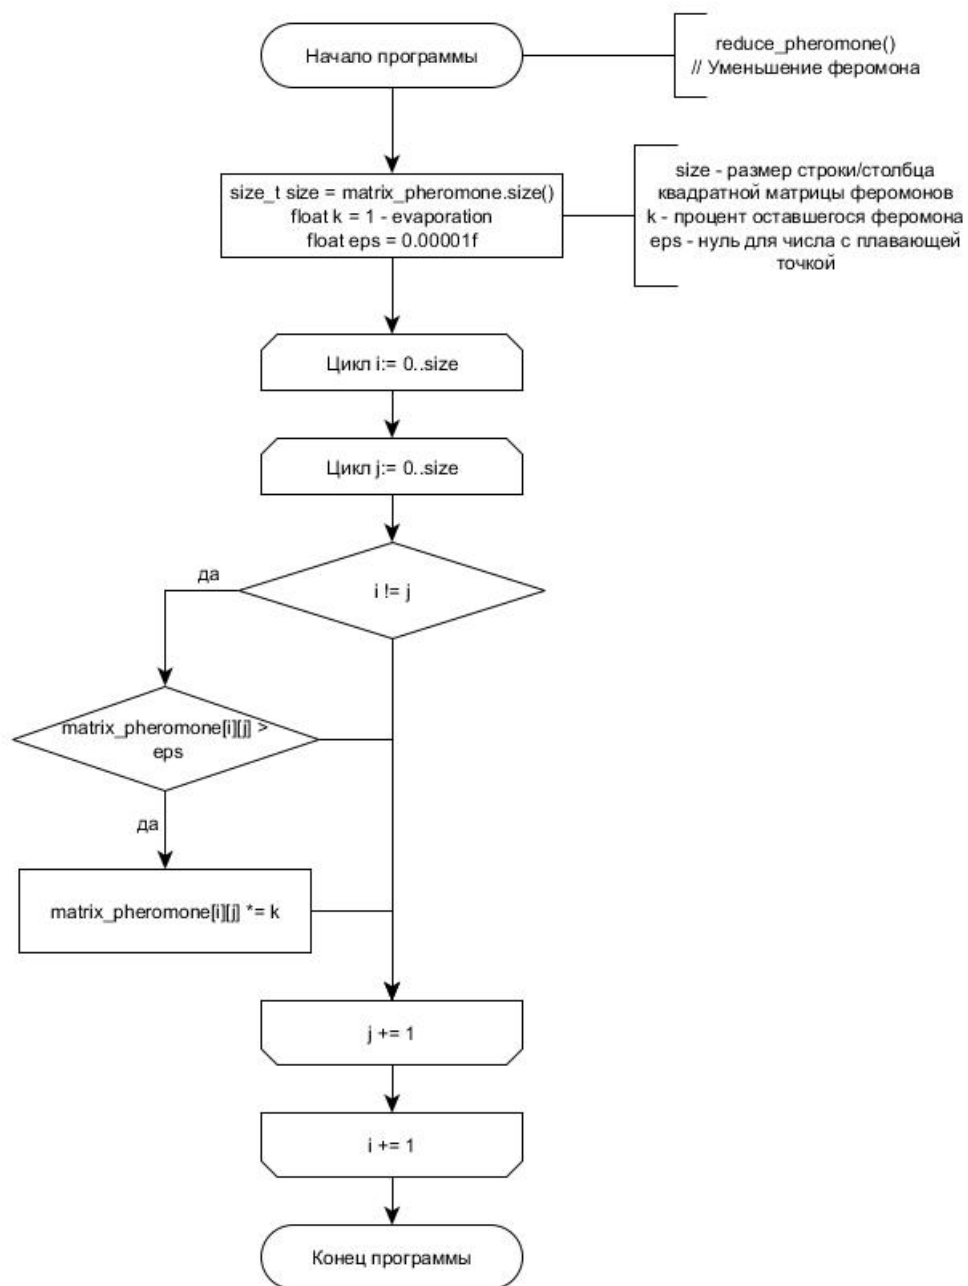 Начало программы
reduce_pheromone()
// Уменьшение феромона
size_t size = matrix_pheromone.size()
float k = 1 - evaporation
float eps = 0.00001f
size - размер строки/столбца
квадратной матрицы феромонов
k - процент оставшегося феромона
eps - нуль для числа с плавающей
точкой
Цикл i:= 0..size
Цикл j:= 0..size
i != j
да
matrix_pheromone[i][j] >
eps
да
matrix_pheromone[i][j] *= k
j += 1
i += 1
Конец программы